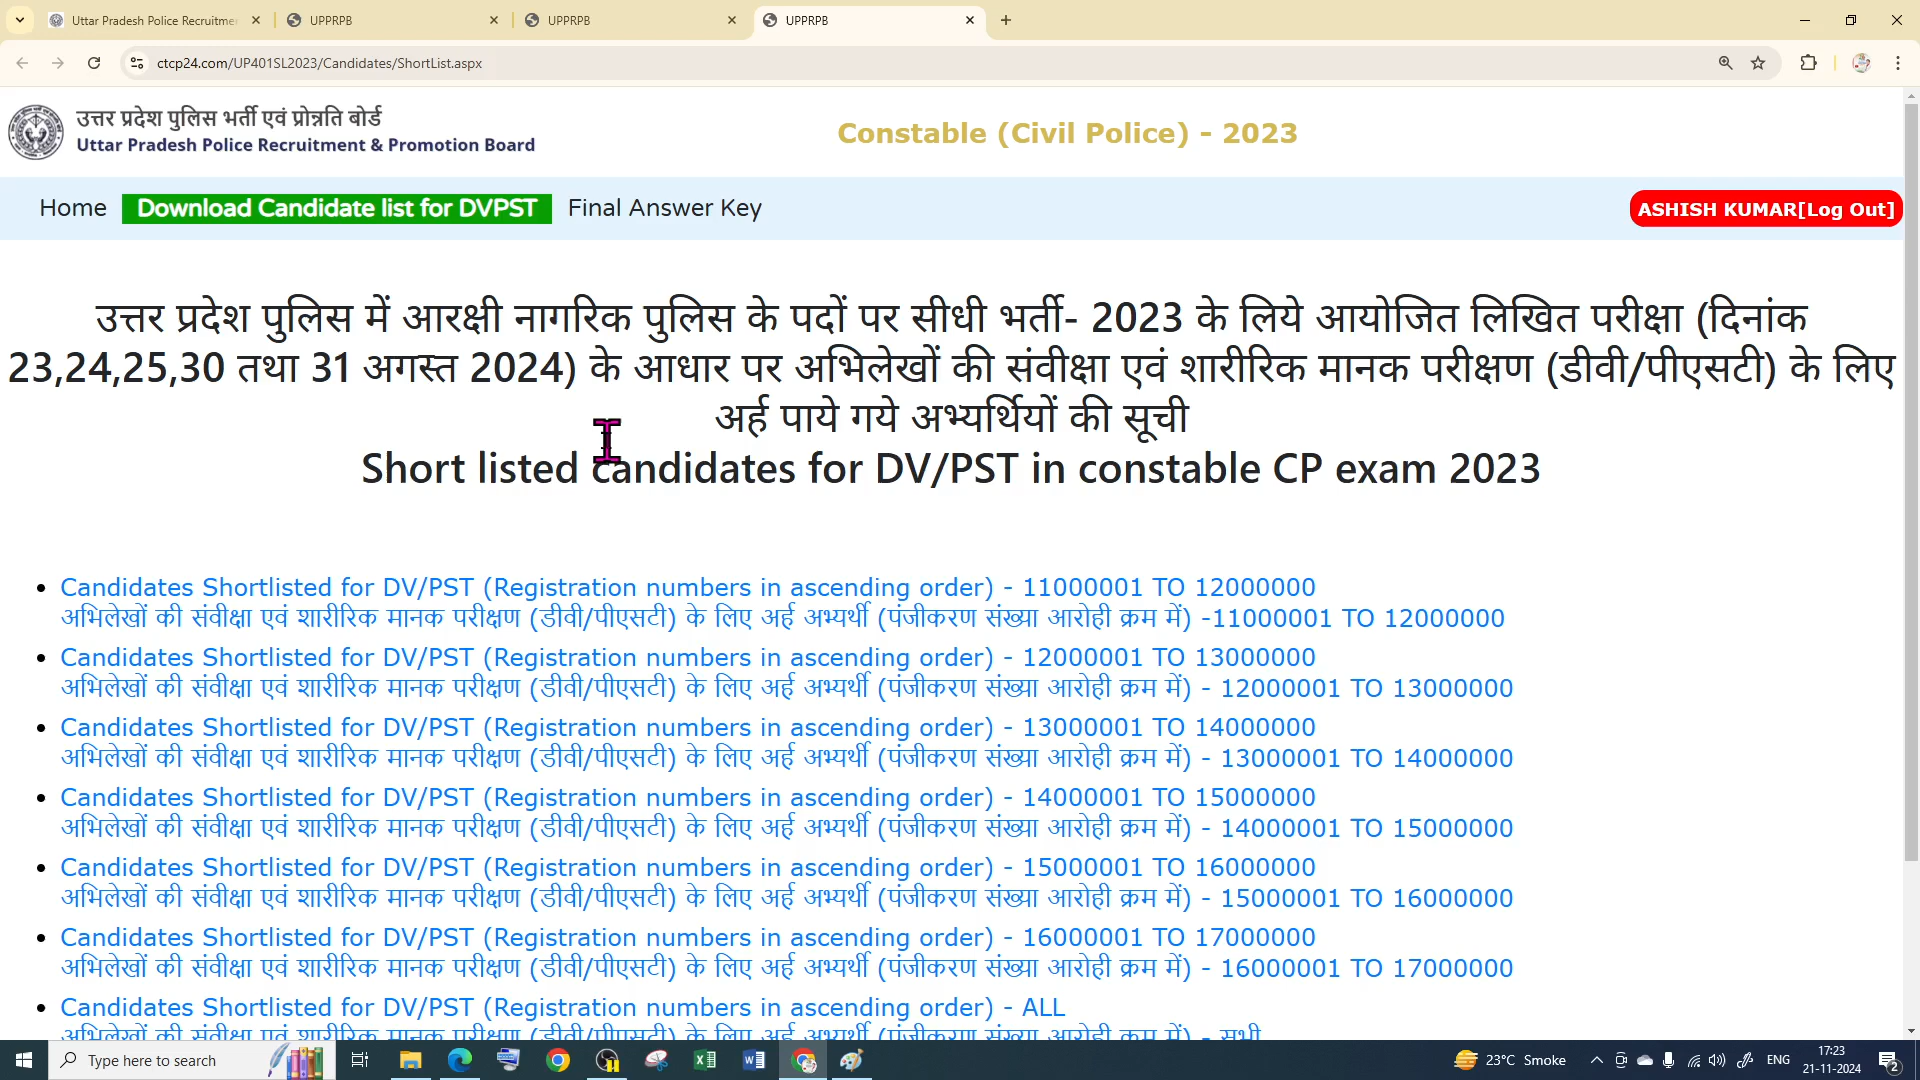 Uttar Pradesh Police Recruitme
UPPRPB
UPPRPB
UPPRPB
ctcp24.com/UP401SL2023/Candidates/ShortList.aspx
उत्तर प्रदेश पुलिस भर्ती एवं प्रोन्नति बोर्ड
Uttar Pradesh Police Recruitment & Promotion Board
Constable (Civil Police) - 2023
Home Download Candidate list for DVPST Final Answer Key ASHISH KUMAR[Log Out]
उत्तर प्रदेश पुलिस में आरक्षी नागरिक पुलिस के पदों पर सीधी भर्ती- 2023 के लिये आयोजित लिखित परीक्षा (दिनांक
23,24,25,30 तथा 31 अगस्त 2024) के आधार पर अभिलेखों की संवीक्षा एवं शारीरिक मानक परीक्षण (डीवी/पीएसटी) के लिए
अर्ह पाये गये अभ्यर्थियों की सूची
Short listed candidates for DV/PST in constable CP exam 2023
Candidates Shortlisted for DV/PST (Registration numbers in ascending order) - 11000001 TO 12000000
अभिलेखों की संवीक्षा एवं शारीरिक मानक परीक्षण (डीवी/पीएसटी) के लिए अर्ह अभ्यर्थी (पंजीकरण संख्या आरोही क्रम में) -11000001 TO 12000000
Candidates Shortlisted for DV/PST (Registration numbers in ascending order) - 12000001 TO 13000000
अभिलेखों की संवीक्षा एवं शारीरिक मानक परीक्षण (डीवी/पीएसटी) के लिए अर्ह अभ्यर्थी (पंजीकरण संख्या आरोही क्रम में) - 12000001 TO 13000000
Candidates Shortlisted for DV/PST (Registration numbers in ascending order) - 13000001 TO 14000000
अभिलेखों की संवीक्षा एवं शारीरिक मानक परीक्षण (डीवी/पीएसटी) के लिए अर्ह अभ्यर्थी (पंजीकरण संख्या आरोही क्रम में) - 13000001 TO 14000000
Candidates Shortlisted for DV/PST (Registration numbers in ascending order) - 14000001 TO 15000000
अभिलेखों की संवीक्षा एवं शारीरिक मानक परीक्षण (डीवी/पीएसटी) के लिए अर्ह अभ्यर्थी (पंजीकरण संख्या आरोही क्रम में) - 14000001 TO 15000000
Candidates Shortlisted for DV/PST (Registration numbers in ascending order) - 15000001 TO 16000000
अभिलेखों की संवीक्षा एवं शारीरिक मानक परीक्षण (डीवी/पीएसटी) के लिए अर्ह अभ्यर्थी (पंजीकरण संख्या आरोही क्रम में) - 15000001 TO 16000000
Candidates Shortlisted for DV/PST (Registration numbers in ascending order) - 16000001 TO 17000000
अभिलेखों की संवीक्षा एवं शारीरिक मानक परीक्षण (डीवी/पीएसटी) के लिए अर्ह अभ्यर्थी (पंजीकरण संख्या आरोही क्रम में) - 16000001 TO 17000000
Candidates Shortlisted for DV/PST (Registration numbers in ascending order) - ALL
अभिलेखों की संवीक्षा एवं शारीरिक मानक परीक्षण (डीवी/पीएसटी) के लिए अर्ह अभ्यर्थी (पंजीकरण संख्या आरोही क्रम में) - सभी
Type here to search
23°C Smoke
ENG
17:23
21-11-2024
2